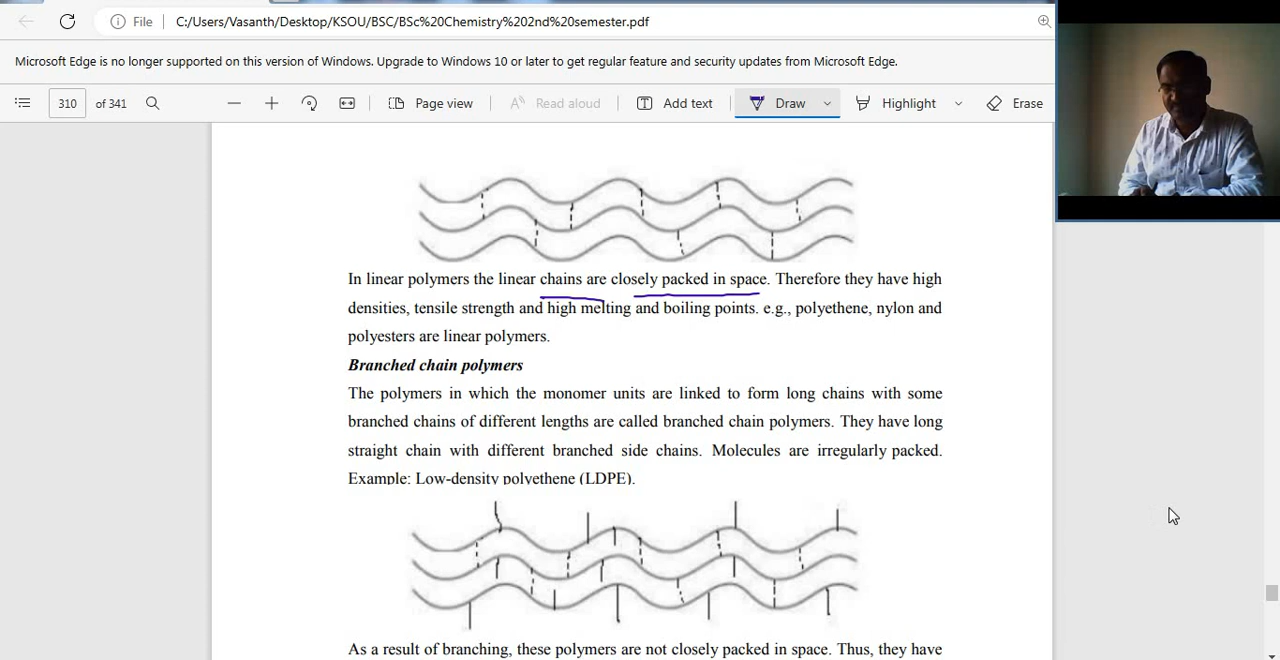 File C:/Users/Vasanth/Desktop/KSOU/BSC/BSc%20Chemistry%202nd%20semester.pdf
Microsoft Edge is no longer supported on this version of Windows. Upgrade to Windows 10 or later to get regular feature and security updates from Microsoft Edge.
310 of 341 Page view Read aloud Add text Draw Highlight Erase
In linear polymers the linear chains are closely packed in space. Therefore they have high
densities, tensile strength and high melting and boiling points. e.g., polyethene, nylon and
polyesters are linear polymers.
Branched chain polymers
The polymers in which the monomer units are linked to form long chains with some
branched chains of different lengths are called branched chain polymers. They have long
straight chain with different branched side chains. Molecules are irregularly packed.
Example: Low-density polyethene (LDPE).
As a result of branching, these polymers are not closely packed in space. Thus, they have